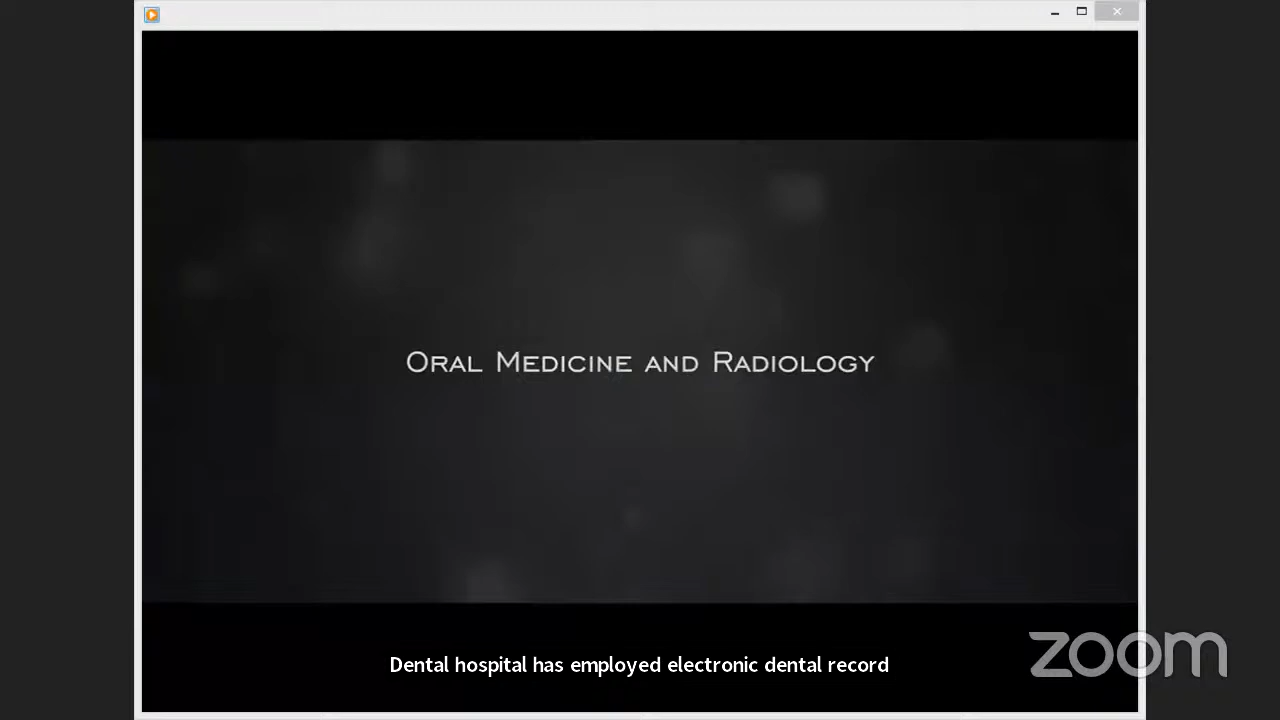 Oral Medicine and Radiology
Dental hospital has employed electronic dental record
zoom